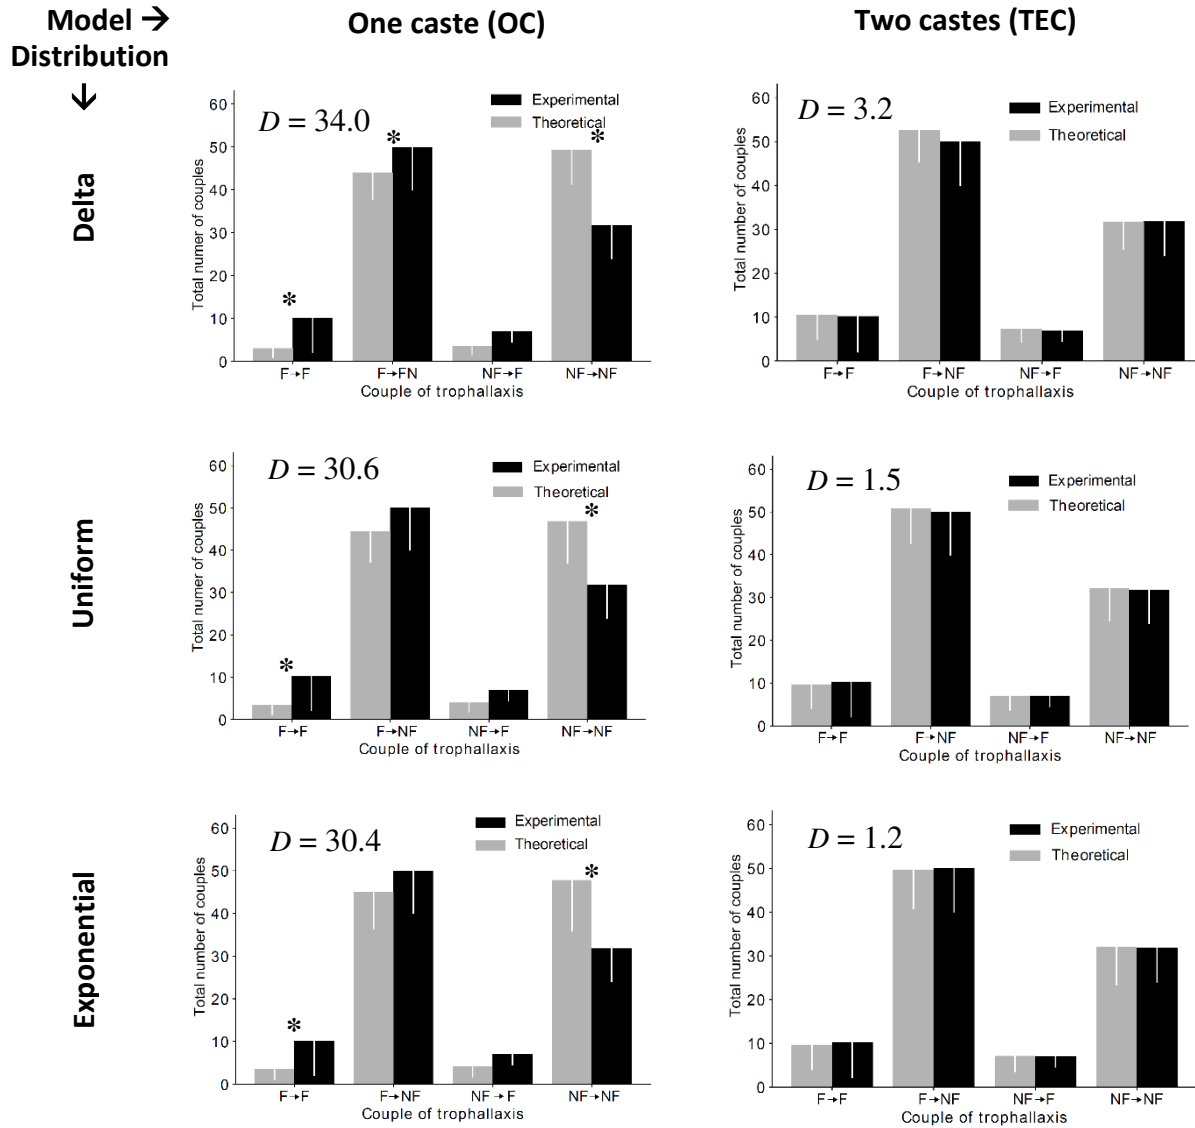 Model →
Distribution
↓
One caste (OC)
Two castes (TEC)
Delta
D = 34.0
Experimental
Theoretical
*
*
*
Total numer of couples
60
50
40
30
20
10
0
F→F
F→FN
NF→F
NF→NF
Couple of trophallaxis
D = 3.2
Experimental
Theoretical
Total number of couples
60
50
40
30
20
10
0
F→F
F→NF
NF→F
NF→NF
Couple of trophallaxis
Uniform
D = 30.6
Experimental
Theoretical
*
*
Total numer of couples
60
50
40
30
20
10
0
F→F
F→NF
NF→F
NF→NF
Couple of trophallaxis
D = 1.5
Experimental
Theoretical
Total number of couples
60
50
40
30
20
10
0
F→F
F→NF
NF→F
NF→NF
Couple of trophallaxis
Exponential
D = 30.4
Experimental
Theoretical
*
*
Total number of couples
60
50
40
30
20
10
0
F→F
F→NF
NF→F
NF→NF
Couple of trophallaxis
D = 1.2
Experimental
Theoretical
Total number of couples
60
50
40
30
20
10
0
F→F
F→NF
NF→F
NF→NF
Couple of trophallaxis